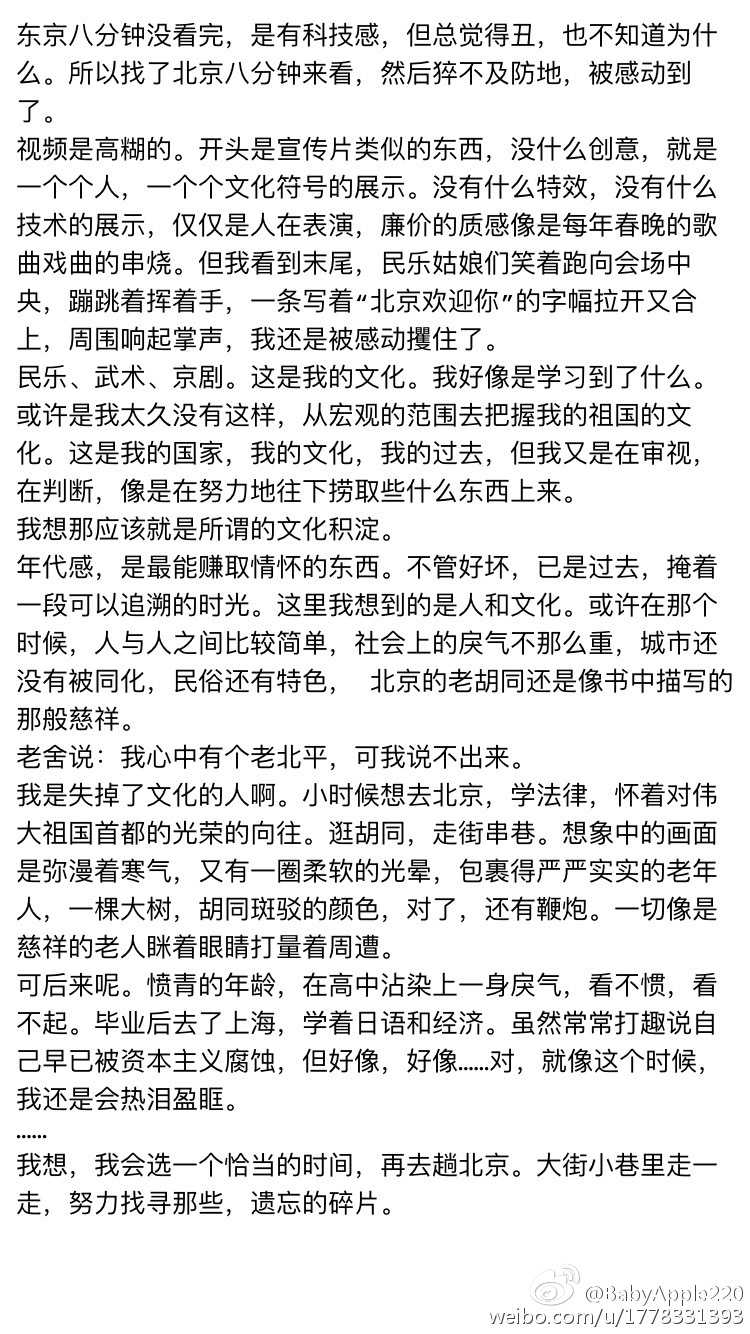 东京八分钟没看完，是有科技感，但总觉得丑，也不知道为什
么。所以找了北京八分钟来看，然后猝不及防地，被感动到
了。
视频是高糊的。开头是宣传片类似的东西，没什么创意，就是
一个个人，一个个文化符号的展示。没有什么特效，没有什么
技术的展示，仅仅是人在表演，廉价的质感像是每年春晚的歌
曲戏曲的串烧。但我看到末尾，民乐姑娘们笑着跑向会场中
央，蹦跳着挥着手，一条写着“北京欢迎你”的字幅拉开又合
上，周围响起掌声，我还是被感动攫住了。
民乐、武术、京剧。这是我的文化。我好像是学习到了什么。
或许是我太久没有这样，从宏观的范围去把握我的祖国的文
化。这是我的国家，我的文化，我的过去，但我又是在审视，
在判断，像是在努力地往下捞取些什么东西上来。
我想那应该就是所谓的文化积淀。
年代感，是最能赚取情怀的东西。不管好坏，已是过去，掩着
一段可以追溯的时光。这里我想到的是人和文化。或许在那个
时候，人与人之间比较简单，社会上的戾气不那么重，城市还
没有被同化，民俗还有特色， 北京的老胡同还是像书中描写的
那般慈祥。
老舍说：我心中有个老北平，可我说不出来。
我是失掉了文化的人啊。小时候想去北京，学法律，怀着对伟
大祖国首都的光荣的向往。逛胡同，走街串巷。想象中的画面
是弥漫着寒气，又有一圈柔软的光晕，包裹得严严实实的老年
人，一棵大树，胡同斑驳的颜色，对了，还有鞭炮。一切像是
慈祥的老人眯着眼睛打量着周遭。
可后来呢。愤青的年龄，在高中沾染上一身戾气，看不惯，看
不起。毕业后去了上海，学着日语和经济。虽然常常打趣说自
己早已被资本主义腐蚀，但好像，好像……对，就像这个时候，
我还是会热泪盈眶。
……
我想，我会选一个恰当的时间，再去趟北京。大街小巷里走一
走，努力找寻那些，遗忘的碎片。
@BabyApple220
weibo.com/u/1778331393